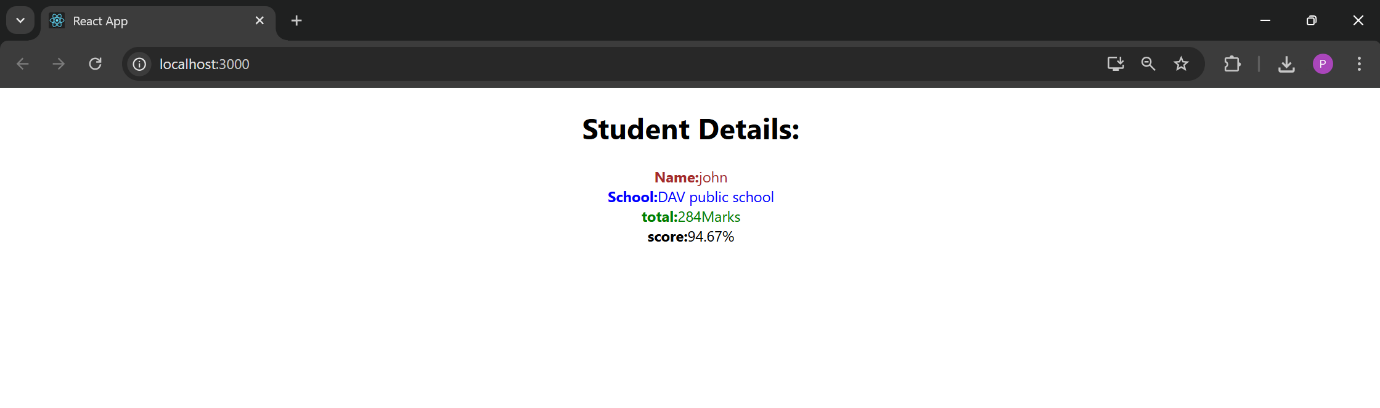 React App
localhost:3000
P
Student Details:
Name:john
School:DAV public school
total:284Marks
score:94.67%